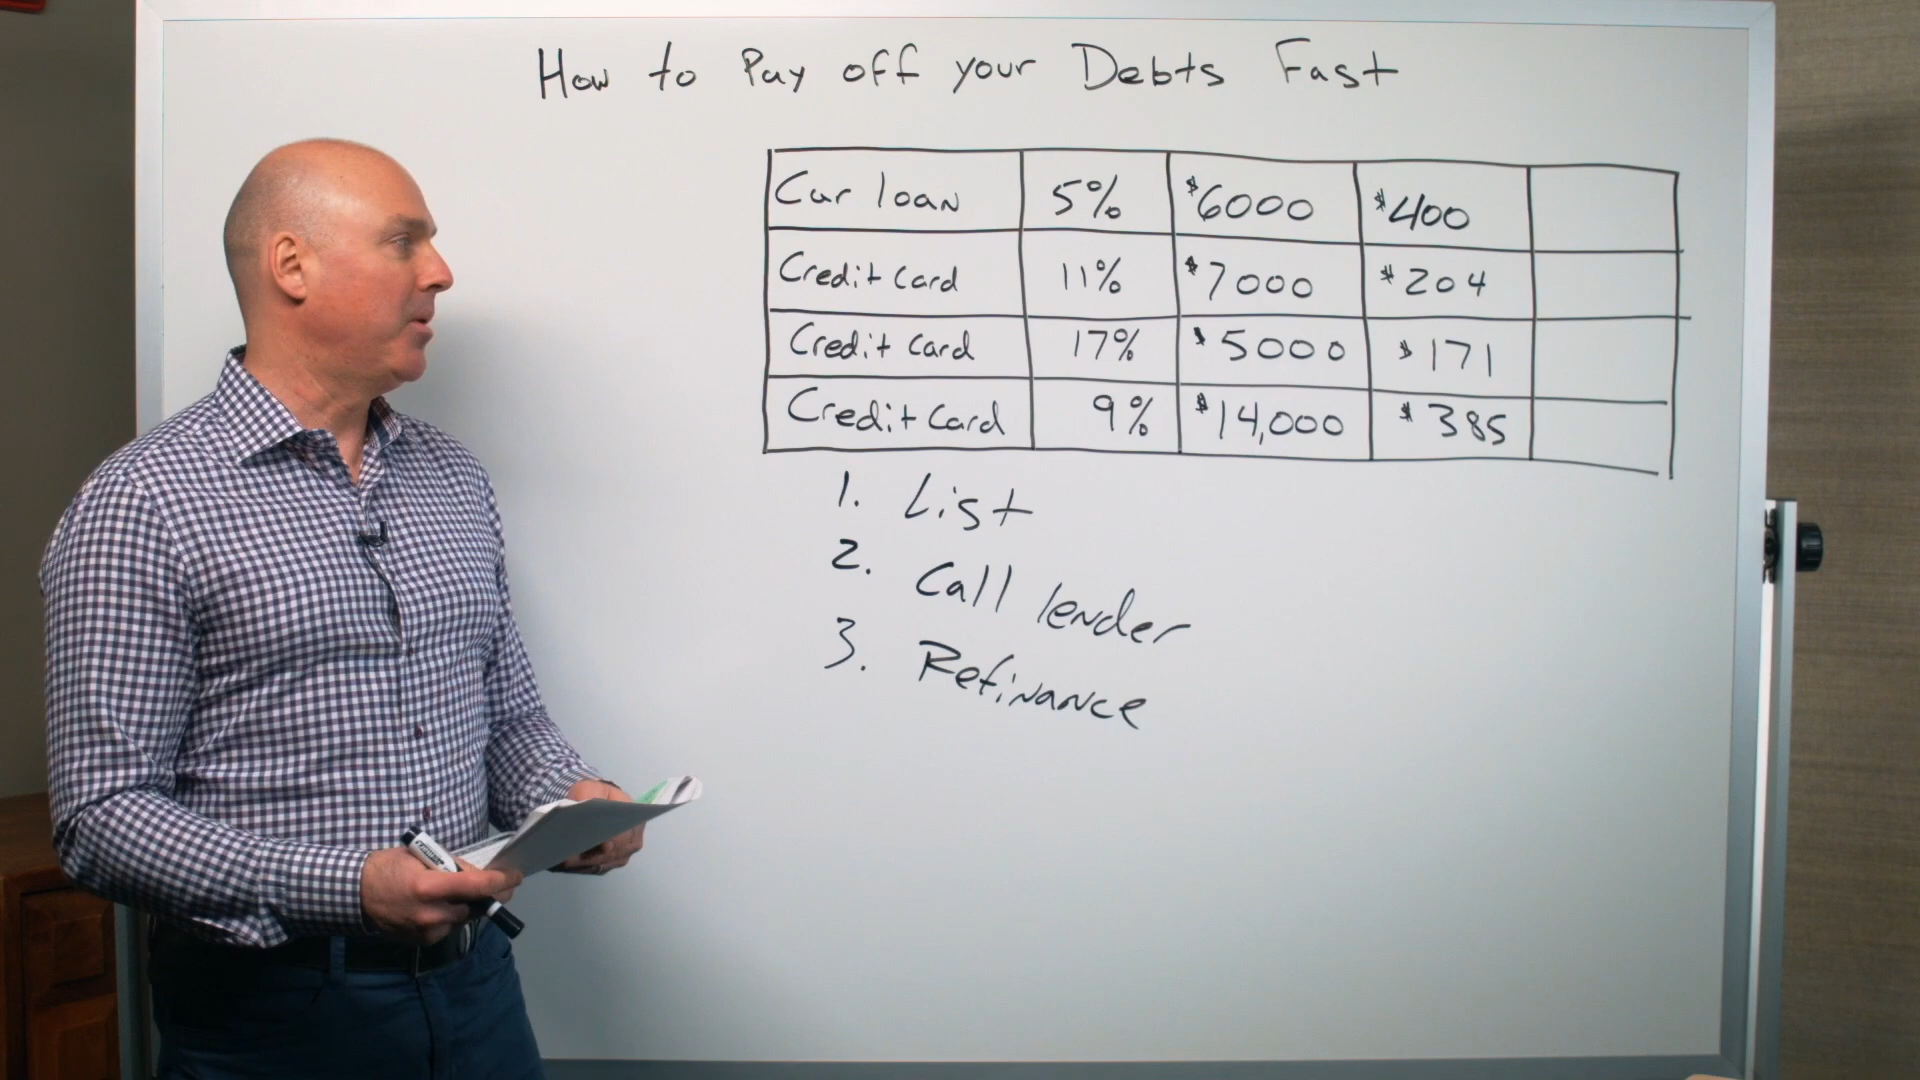 How to Pay off your Debts Fast
Car loan 5% $6000 $400
Credit Card 11% $7000 $204
Credit Card 17% $5000 $171
Credit Card 9% $14,000 $385
1. List
2. Call lender
3. Refinance